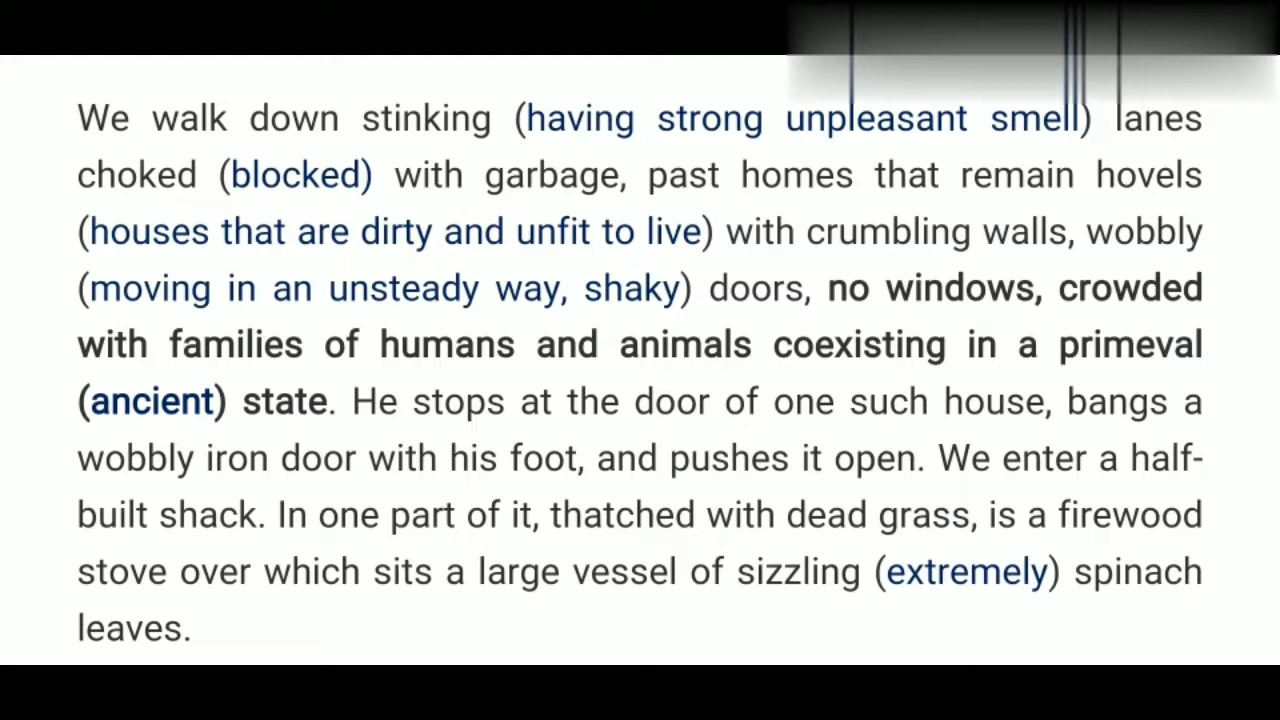 We walk down stinking (having strong unpleasant smell) lanes
choked (blocked) with garbage, past homes that remain hovels
(houses that are dirty and unfit to live) with crumbling walls, wobbly
(moving in an unsteady way, shaky) doors, no windows, crowded
with families of humans and animals coexisting in a primeval
(ancient) state. He stops at the door of one such house, bangs a
wobbly iron door with his foot, and pushes it open. We enter a half-
built shack. In one part of it, thatched with dead grass, is a firewood
stove over which sits a large vessel of sizzling (extremely) spinach
leaves.